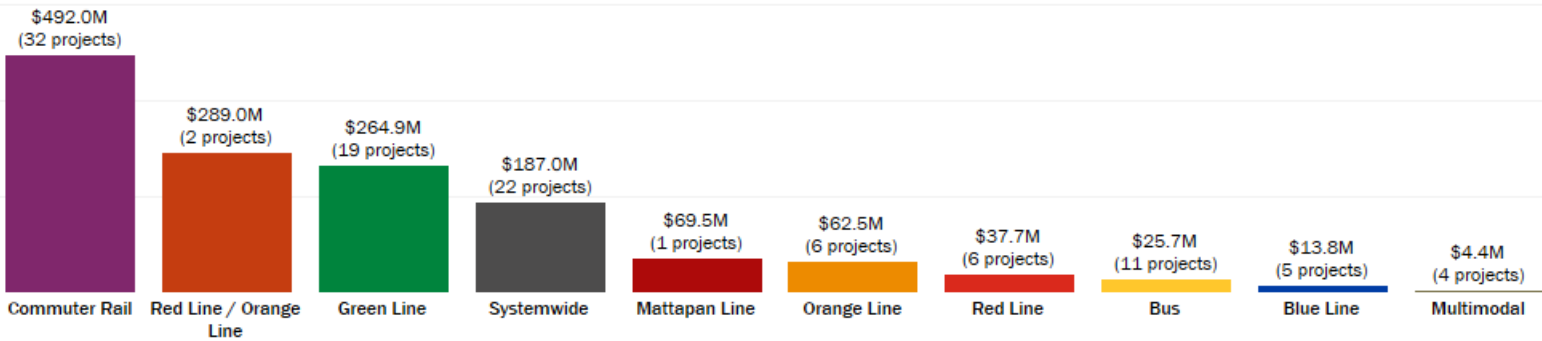 $492.0M
(32 projects)
$289.0M
(2 projects)
$264.9M
(19 projects)
$187.0M
(22 projects)
$69.5M
(1 projects)
$62.5M
(6 projects)
$37.7M
(6 projects)
$25.7M
(11 projects)
$13.8M
(5 projects)
$4.4M
(4 projects)
Commuter Rail
Red Line / Orange
Line
Green Line
Systemwide
Mattapan Line
Orange Line
Red Line
Bus
Blue Line
Multimodal